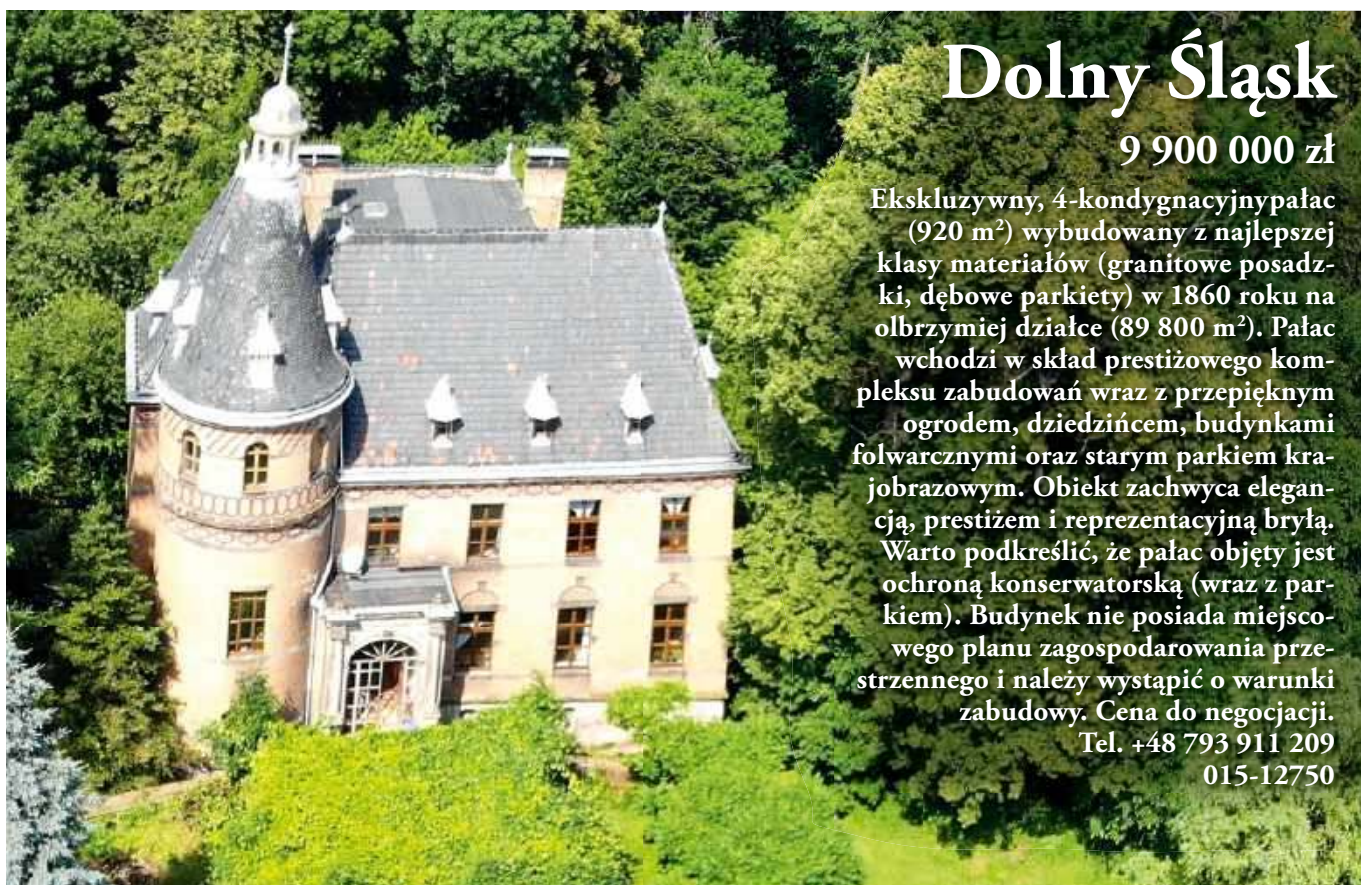 Dolny Śląsk
9 900 000 zł
Ekskluzywny, 4-kondygnacyjnypałac
(920 m²) wybudowany z najlepszej
klasy materiałów (granitowe posadz-
ki, dębowe parkiety) w 1860 roku na
olbrzymiej działce (89 800 m²). Pałac
wchodzi w skład prestiżowego kom-
pleksu zabudowań wraz z przepięknym
ogrodem, dziedzińcem, budynkami
folwarcznymi oraz starym parkiem kra-
jobrazowym. Obiekt zachwyca elegan-
cją, prestiżem i reprezentacyjną bryłą.
Warto podkreślić, że pałac objęty jest
ochroną konserwatorską (wraz z par-
kiem). Budynek nie posiada miejsco-
wego planu zagospodarowania prze-
strzennego i należy wystąpić o warunki
zabudowy. Cena do negocjacji.
Tel. +48 793 911 209
015-12750